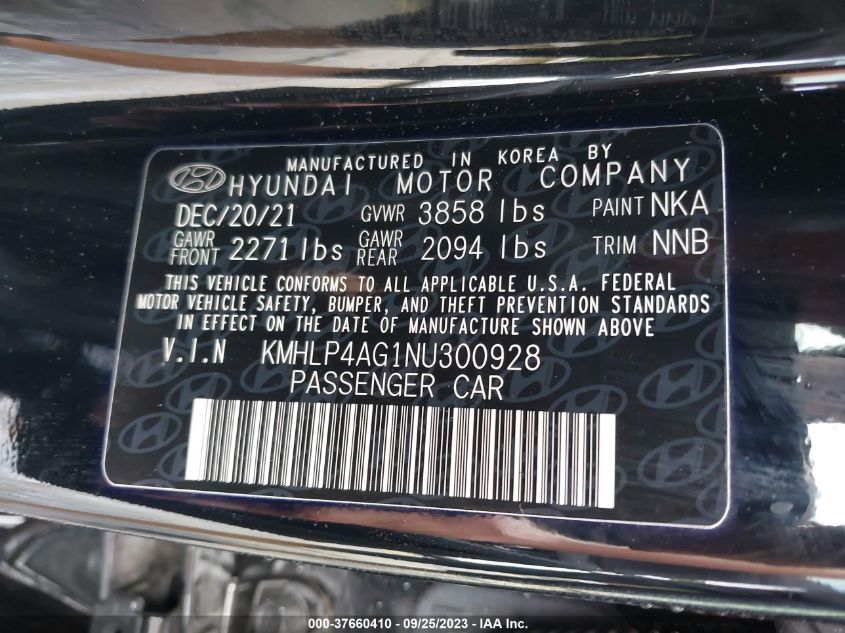 MANUFACTURED IN KOREA BY
HYUNDAI MOTOR COMPANY
DEC/20/21 GVWR 3858 lbs PAINT NKA
GAWR FRONT 2271 lbs GAWR REAR 2094 lbs TRIM NNB
THIS VEHICLE CONFORMS TO ALL APPLICABLE U.S.A. FEDERAL
MOTOR VEHICLE SAFETY, BUMPER, AND THEFT PREVENTION STANDARDS
IN EFFECT ON THE DATE OF MANUFACTURE SHOWN ABOVE
V.I.N KMHLP4AG1NU300928
PASSENGER CAR
000-37660410 - 09/25/2023 - IAA Inc.